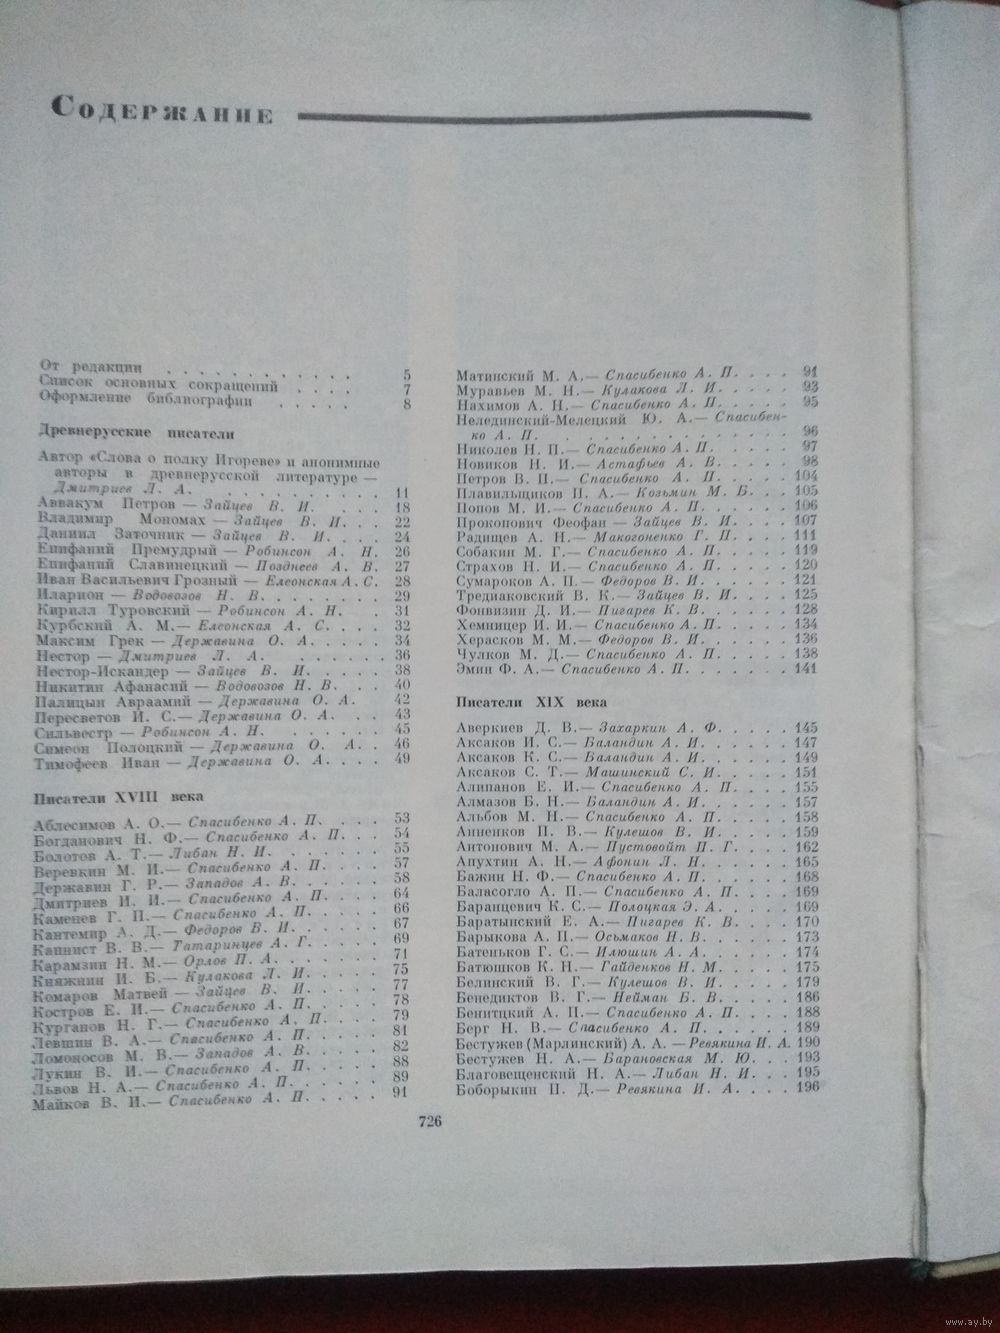 Содержание
От редакции . . . . . . . . . . . . 5
Список основных сокращений . . . . 7
Оформление библиографии . . . . . 8
Древнерусские писатели
Автор «Слова о полку Игореве» и анонимные
авторы в древнерусской литературе —
Дмитриев Л. А. . . . . . . . . . . 11
Аввакум Петров — Зайцев В. И. . . . 18
Владимир Мономах — Зайцев В. И. . . 22
Даниил Заточник — Зайцев В. И. . . . 24
Епифаний Премудрый — Робинсон А. Н. 26
Епифаний Славинецкий — Позднеев А. В. 27
Иван Васильевич Грозный — Елеонская А. С. 28
Иларион — Водовозов Н. В. . . . . . . . 29
Кирилл Туровский — Робинсон А. Н. . 31
Курбский А. М.— Елеонская А. С. . . . 32
Максим Грек — Державина О. А. . . . . 34
Нестор — Дмитриев Л. А. . . . . . . 36
Нестор-Искандер — Зайцев В. И. . . . . 38
Никитин Афанасий — Водовозов Н. В. . . 40
Палицын Авраамий — Державина О. А. 42
Пересветов И. С.— Державина О. А. . . 43
Сильвестр — Робинсон А. Н. . . . . . . 45
Симеон Полоцкий — Державина О. А. . 46
Тимофеев Иван — Державина О. А. . . . 49
Писатели XVIII века
Аблесимов А. О.— Спасибенко А. П. . . . 53
Богданович Н. Ф.— Спасибенко А. П. . . 54
Болотов А. Т.— Либан Н. И. . . . . . . 55
Веревкин М. И.— Спасибенко А. П. . . . 57
Державин Г. Р.— Западов А. В. . . . . 58
Дмитриев И. И.— Спасибенко А. П. . . . 64
Каменев Г. П.— Спасибенко А. П. . . . . 66
Кантемир А. Д.— Федоров В. И. . . . . . 67
Капнист В. В.— Татаринцев А. Г. . . . . 69
Карамзин Н. М.— Орлов П. А. . . . . . 71
Княжнин И. Б.— Кулакова Л. И. . . . . 75
Комаров Матвей — Зайцев В. И. . . . . 77
Костров Е. И.— Спасибенко А. П. . . . . 78
Курганов Н. Г.— Спасибенко А. П. . . . 79
Левшин В. А.— Спасибенко А. П. . . . . 81
Ломоносов М. В.— Западов А. В. . . . . 82
Лукин В. И.— Спасибенко А. П. . . . . 88
Львов Н. А.— Спасибенко А. П. . . . . . 89
Майков В. И.— Спасибенко А. П. . . . . 91
Матинский М. А.— Спасибенко А. П. . . . . 91
Муравьев М. Н.— Кулакова Л. И. . . . . 93
Нахимов А. Н.— Спасибенко А. П. . . . . 95
Нелединский-Мелецкий Ю. А.— Спасибен-
ко А. П. . . . . . . . . . . . . . . 96
Николев Н. П.— Спасибенко А. П. . . . . 97
Новиков Н. И.— Астафьев А. В. . . . . 98
Петров В. П.— Спасибенко А. П. . . . . 104
Плавильщиков П. А.— Козьмин М. Б. . . 105
Попов М. И.— Спасибенко А. П. . . . . . 106
Прокопович Феофан — Зайцев В. И. . . . 107
Радищев А. Н.— Макогоненко Г. П. . . . 111
Собакин М. Г.— Спасибенко А. П. . . . . 119
Страхов Н. И.— Спасибенко А. П. . . . . 120
Сумароков А. П.— Федоров В. И. . . . . . 121
Тредиаковский В. К.— Зайцев В. И. . . . 125
Фонвизин Д. И.— Пигарев К. В. . . . . . 128
Хемницер И. И.— Спасибенко А. П. . . . . 134
Херасков М. М.— Федоров В. И. . . . . . 136
Чулков М. Д.— Спасибенко А. П. . . . . 138
Эмин Ф. А.— Спасибенко А. П. . . . . . . 141
Писатели XIX века
Аверкиев Д. В.— Захаркин А. Ф. . . . . 145
Аксаков И. С.— Баландин А. И. . . . . . 147
Аксаков К. С.— Баландин А. И. . . . . . 149
Аксаков С. Т.— Машинский С. И. . . . . 151
Алипанов Е. И.— Спасибенко А. П. . . . 155
Алмазов Б. Н.— Баландин А. И. . . . . . 157
Альбов М. Н.— Спасибенко А. П. . . . . 158
Анненков П. В.— Кулешов В. И. . . . . 159
Антонович М. А.— Пустовойт П. Г. . . . 162
Апухтин А. Н.— Афонин Л. Н. . . . . . 165
Бажин Н. Ф.— Спасибенко А. П. . . . . . 168
Баласогло А. П.— Спасибенко А. П. . . . 169
Баранцевич К. С.— Полоцкая Э. А. . . . . 169
Баратынский Е. А.— Пигарев К. В. . . . 170
Барыкова А. П.— Осьмаков Н. В. . . . . . 173
Батеньков Г. С.— Илюшин А. А. . . . . . 174
Батюшков К. Н.— Гайденков Н. М. . . . . 175
Белинский В. Г.— Кулешов В. И. . . . . 179
Бенедиктов В. Г.— Нейман Б. В. . . . . 186
Беницкий А. П.— Спасибенко А. П. . . . . 188
Берг Н. В.— Спасибенко А. П. . . . . . 189
Бестужев (Марлинский) А. А. —Ревякина И. А. 190
Бестужев Н. А.— Барановская М. Ю. . . 193
Благовещенский Н. А.— Либан Н. И. . . . 195
Боборыкин П. Д.— Ревякина И. А. . . . . 196
726
www.ay.by